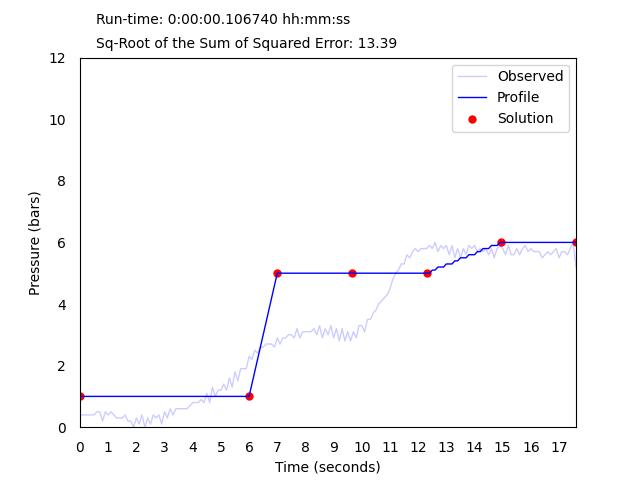 Run-time: 0:00:00.106740 hh:mm:ss
Sq-Root of the Sum of Squared Error: 13.39
12
10
8
6
4
2
0
Pressure (bars)
Observed
Profile
Solution
0 1 2 3 4 5 6 7 8 9 10 11 12 13 14 15 16 17
Time (seconds)